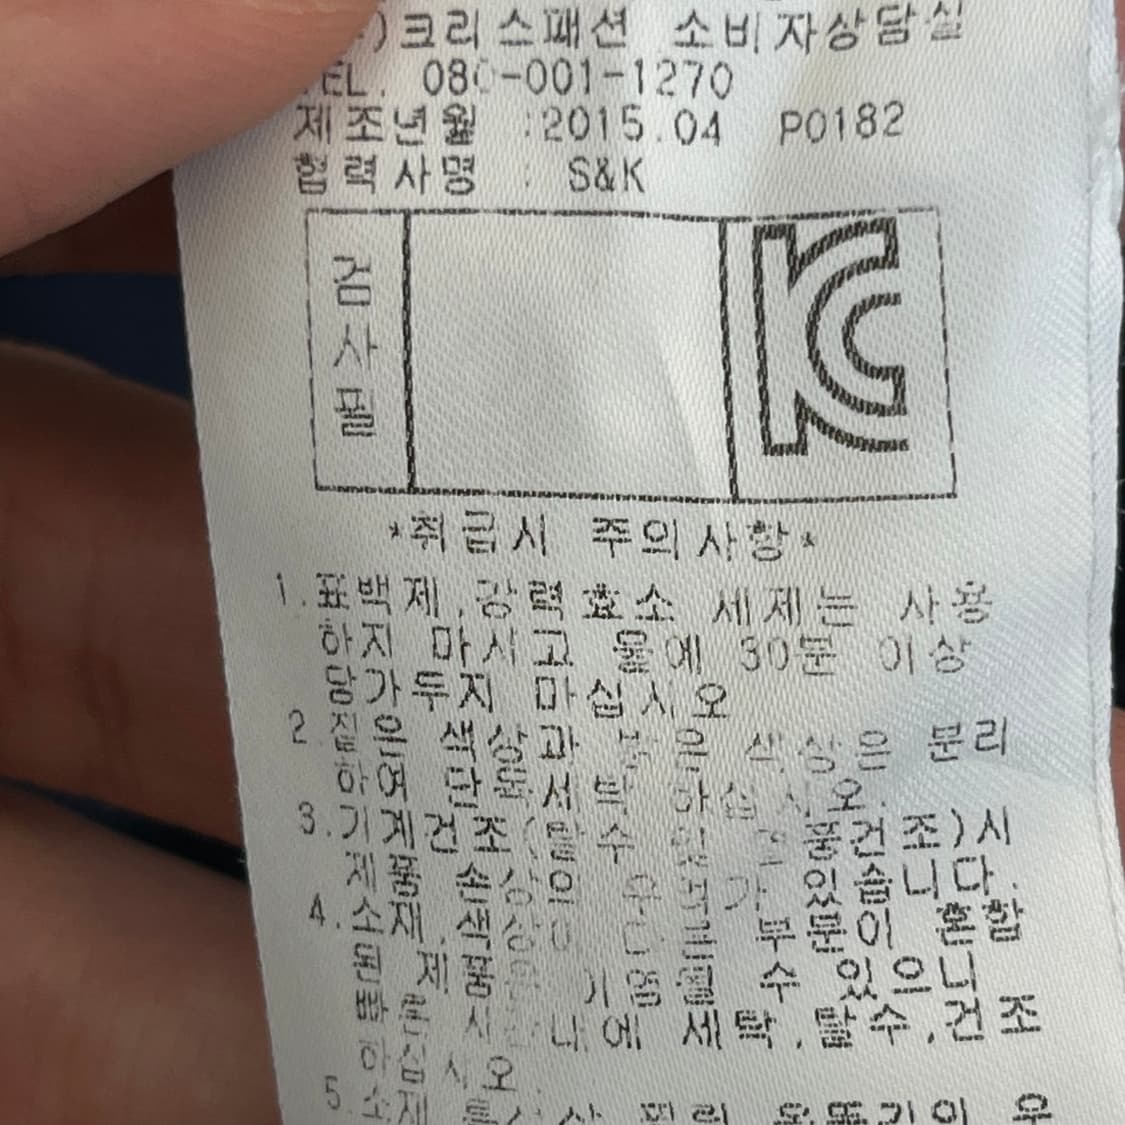 )크리스패션 소비자상담실
TEL. 080-001-1270
제조년월 :2015.04 P0182
협력사명 : S&K
검사필
KC
*취급시 주의사항*
1.표백제,강력효소 세제는 사용
하지 마시고 물에 30분 이상
담가두지 마십시오
2.짙은 색상과 밝은 색상은 분리
하여 단독세탁 하십시오.
3.기계건조(탈수 및 열풍건조)시
제품 손상의 우려가 있습니다.
4.소재,색상이 다른 부분이 혼합
된 제품은 이염될 수 있으니
빠른 시간내에 세탁,탈수,건조
하십시오.
5.소재 특성상